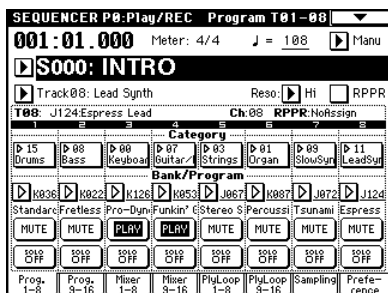 SEQUENCER P0:Play/REC Program T01-08
001:01.000 Meter: 4/4 ♩ = 108 Manu
S000: INTRO
Track08: Lead Synth Reso: Hi RPPR
T08: J124:Espress Lead Ch:08 RPPR:NoAssign
1 2 3 4 5 6 7 8
Category
15 08 00 07 03 01 09 11
Drums Bass Keyboar Guitar/ Strings Organ SlowSyn LeadSyn
Bank/Program
K036 K022 K126 K053 J067 K087 J072 J124
Standarc Fretless Pro-Dyn Funkin' Stereo S Percussi Tsunami Espress
MUTE MUTE PLAY PLAY MUTE MUTE MUTE MUTE
SOLO SOLO SOLO SOLO SOLO SOLO SOLO SOLO
OFF OFF OFF OFF OFF OFF OFF OFF
Prog. Prog. Mixer Mixer PlyLoop PlyLoop Sampling Prefe-
1-8 9-16 1-8 9-16 1-8 9-16 rence